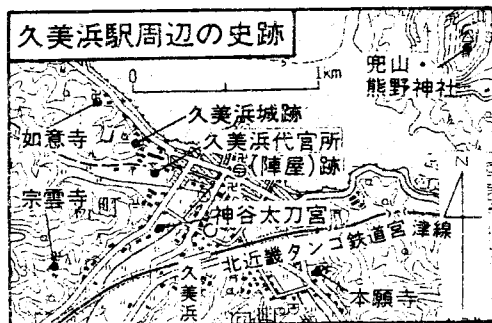 久美浜駅周辺の史跡
0 1km
兜山・
熊野神社
久美浜城跡
如意寺
久美浜代官所
(陣屋)跡
宗雲寺
町
神谷太刀宮
北近畿タンゴ鉄道宮津線
久美浜
本願寺